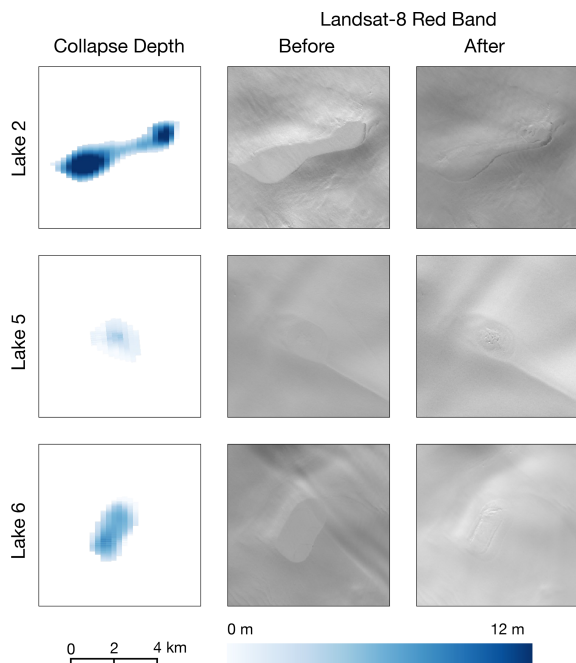 Landsat-8 Red Band
Collapse Depth Before After
Lake 2
Lake 5
Lake 6
0 2 4 km
0 m 12 m